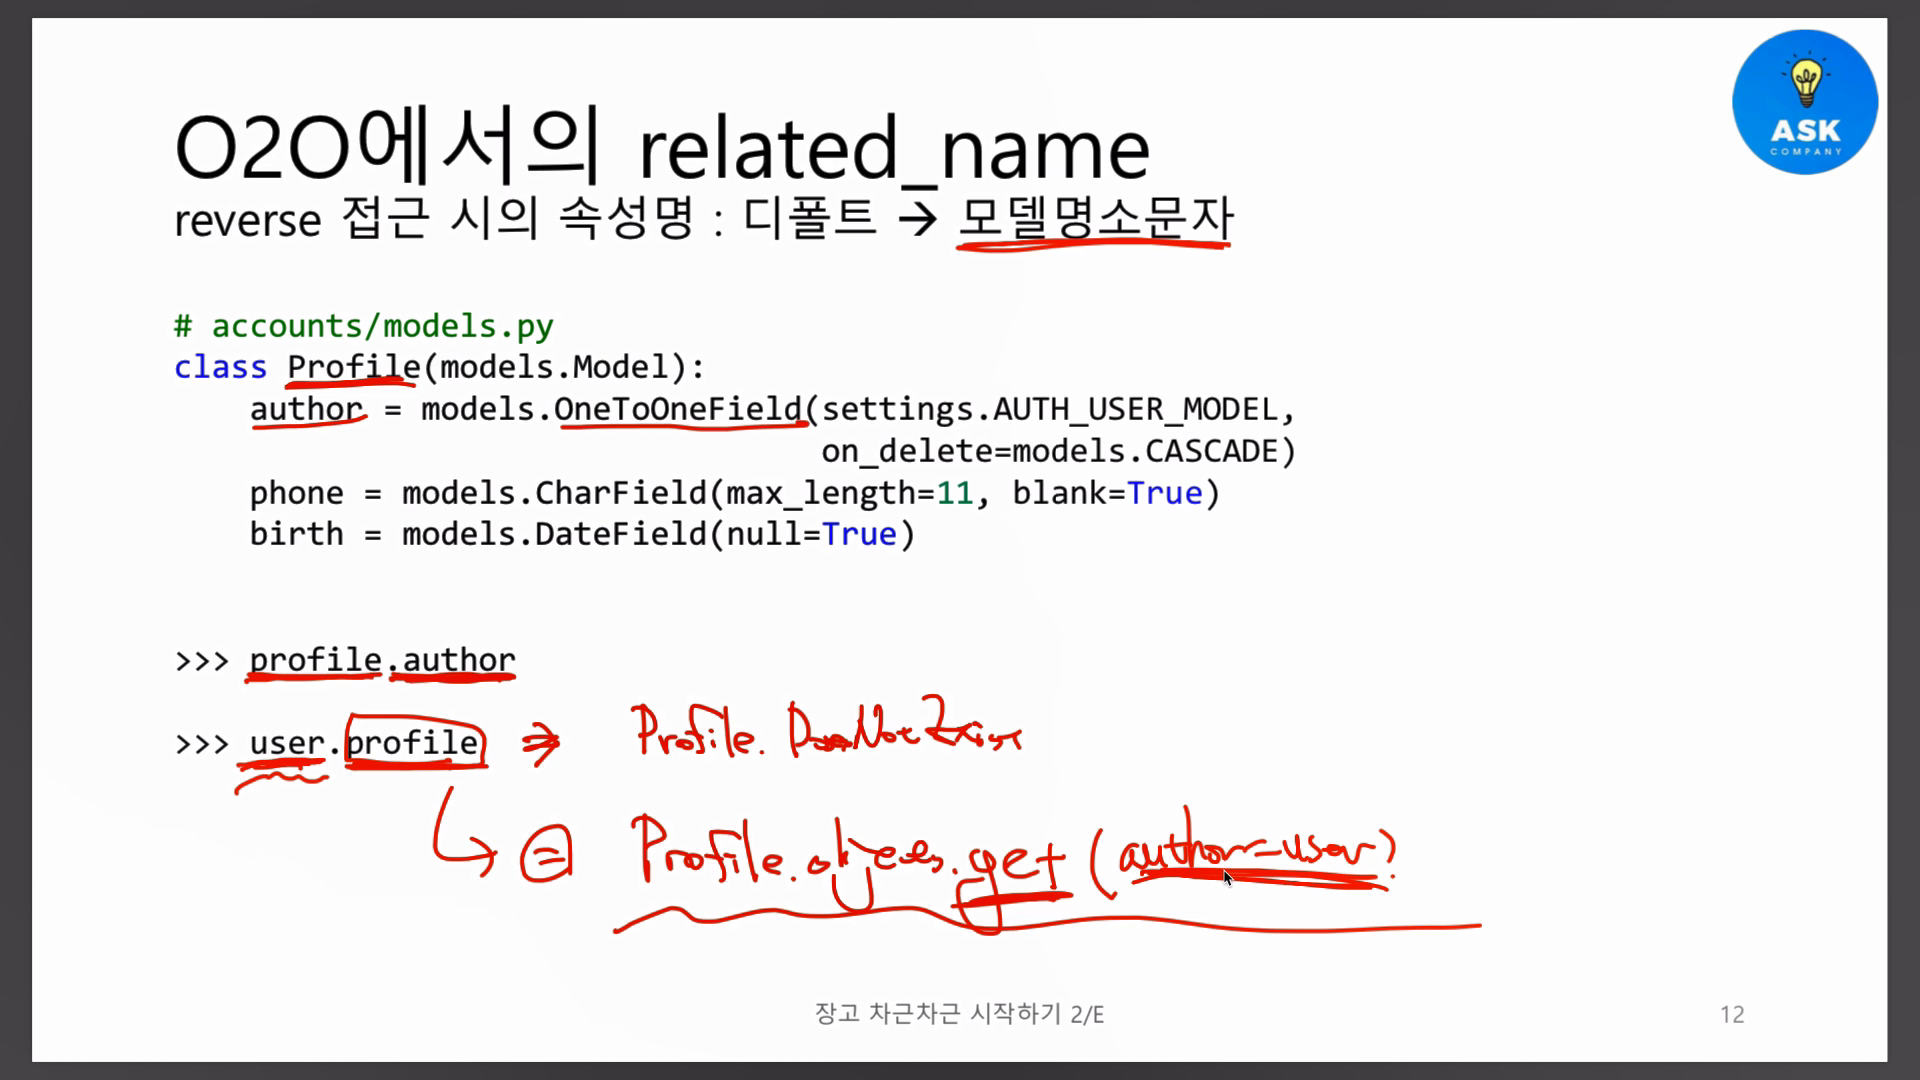 ASK
COMPANY
O2O에서의 related_name
reverse 접근 시의 속성명 : 디폴트 → 모델명소문자
# accounts/models.py
class Profile(models.Model):
    author = models.OneToOneField(settings.AUTH_USER_MODEL,
                                  on_delete=models.CASCADE)
    phone = models.CharField(max_length=11, blank=True)
    birth = models.DateField(null=True)
>>> profile.author
>>> user.profile ⇒ Profile.DoesNotExist
= Profile.objects.get(author=user)
장고 차근차근 시작하기 2/E
12